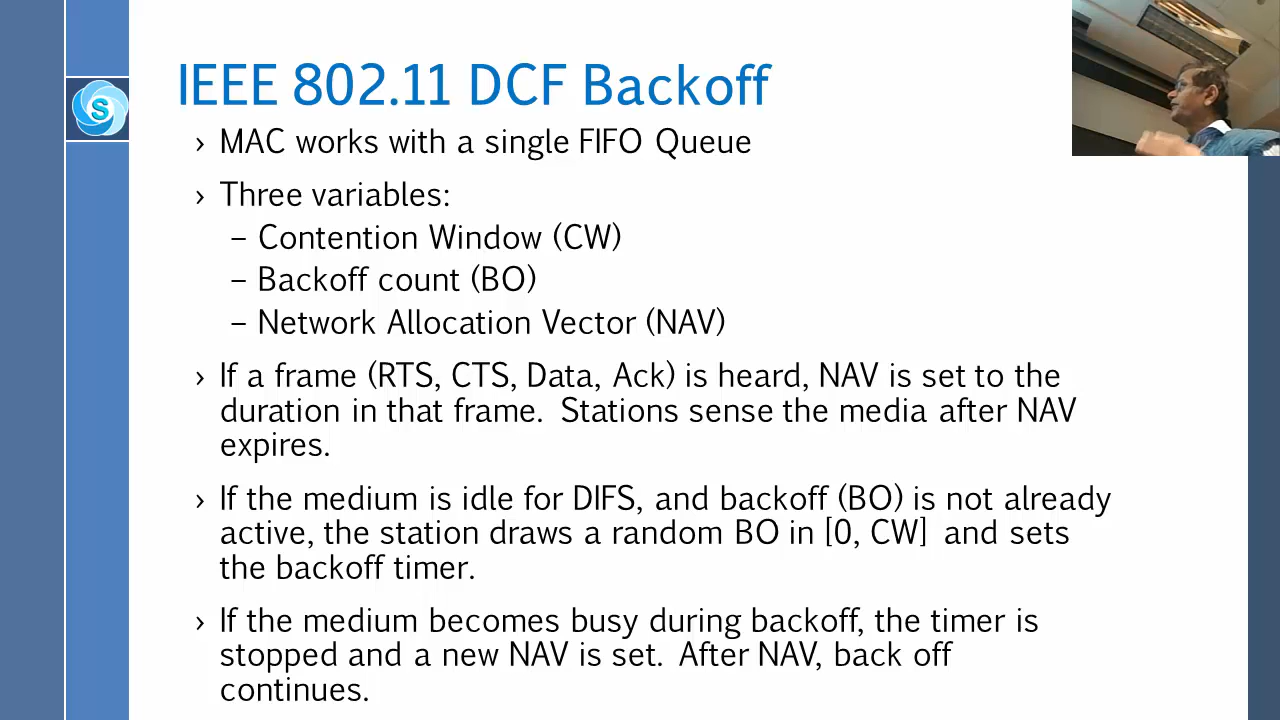 IEEE 802.11 DCF Backoff
S
› MAC works with a single FIFO Queue
› Three variables:
– Contention Window (CW)
– Backoff count (BO)
– Network Allocation Vector (NAV)
› If a frame (RTS, CTS, Data, Ack) is heard, NAV is set to the
duration in that frame. Stations sense the media after NAV
expires.
› If the medium is idle for DIFS, and backoff (BO) is not already
active, the station draws a random BO in [0, CW] and sets
the backoff timer.
› If the medium becomes busy during backoff, the timer is
stopped and a new NAV is set. After NAV, back off
continues.